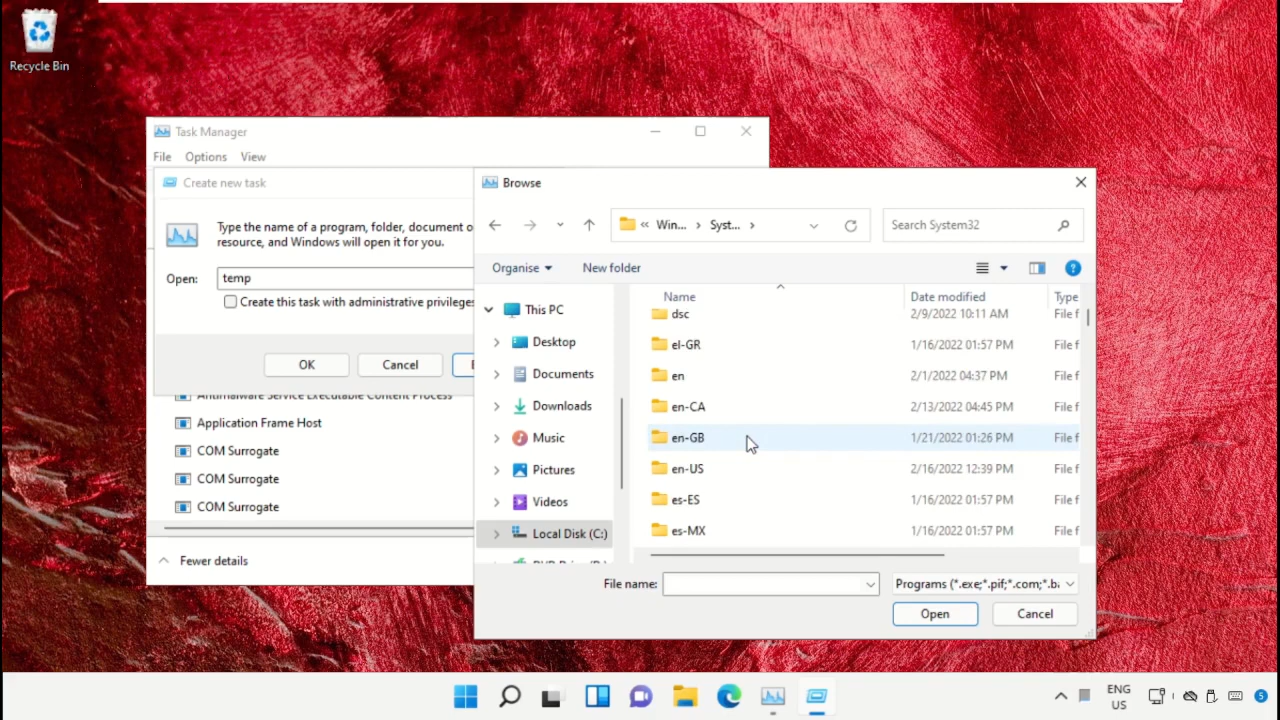 Recycle Bin
Task Manager
File Options View
Create new task
Type the name of a program, folder, document o
resource, and Windows will open it for you.
Open: temp
Create this task with administrative privileges
OK Cancel
Antimalware Service Executable Content Process
Application Frame Host
COM Surrogate
COM Surrogate
COM Surrogate
Fewer details
Browse
« Win... › Syst... ›
Search System32
Organise New folder
This PC
Desktop
Documents
Downloads
Music
Pictures
Videos
Local Disk (C:)
Name Date modified Type
dsc 2/9/2022 10:11 AM File f
el-GR 1/16/2022 01:57 PM File f
en 2/1/2022 04:37 PM File f
en-CA 2/13/2022 04:45 PM File f
en-GB 1/21/2022 01:26 PM File f
en-US 2/16/2022 12:39 PM File f
es-ES 1/16/2022 01:57 PM File f
es-MX 1/16/2022 01:57 PM File f
File name: Programs (*.exe;*.pif;*.com;*.ba
Open Cancel
ENG
US
5